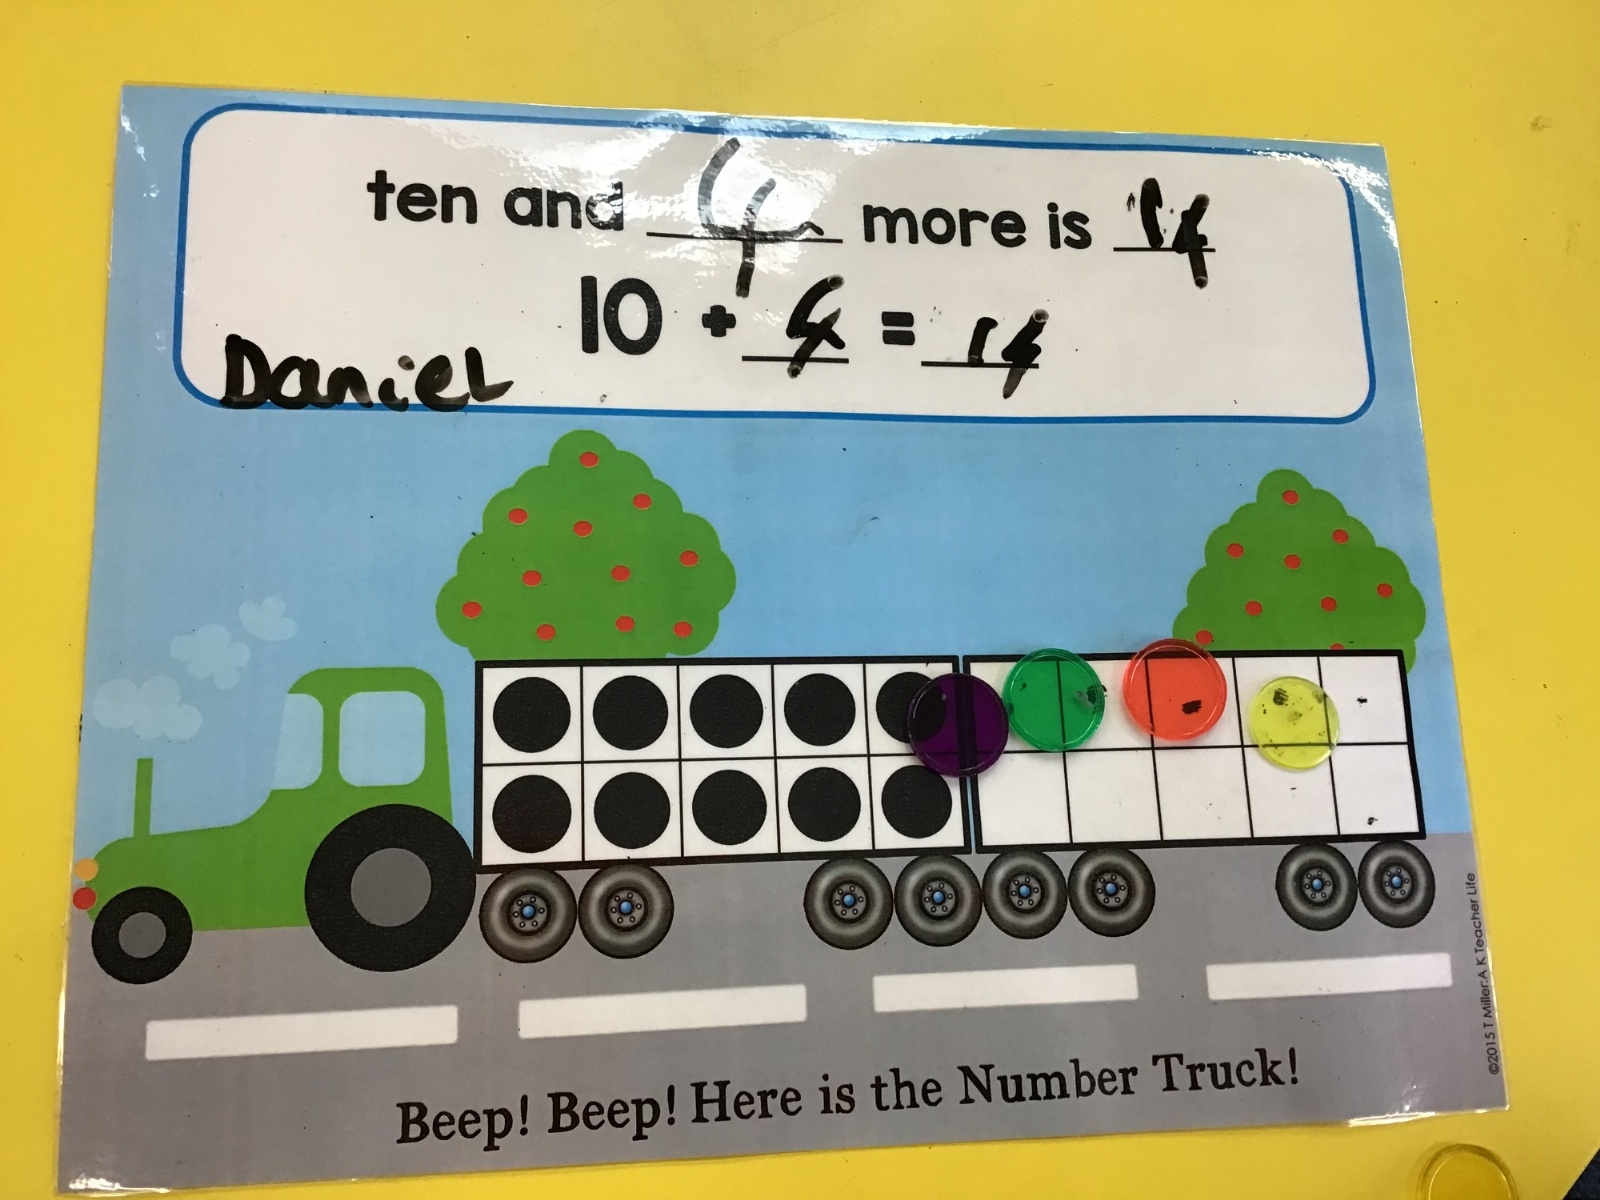 ten and 4 more is 14
10 + 4 = 14
Daniel
Beep! Beep! Here is the Number Truck!
©2015 T Miller: A K Teacher Life